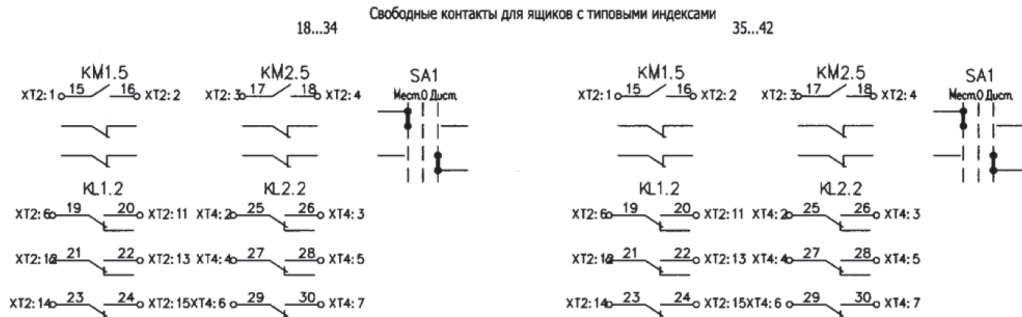 Свободные контакты для ящиков с типовыми индексами
18...34 35...42
KM1.5 KM2.5 SA1 KM1.5 KM2.5 SA1
XT2:1 15 16 XT2:2 XT2:3 17 18 XT2:4 Мест.0 Дист. XT2:1 15 16 XT2:2 XT2:3 17 18 XT2:4 Мест.0 Дист.
KL1.2 KL2.2 KL1.2 KL2.2
XT2:6 19 20 XT2:11 XT4:2 25 26 XT4:3 XT2:6 19 20 XT2:11 XT4:2 25 26 XT4:3
XT2:12 21 22 XT2:13 XT4:4 27 28 XT4:5 XT2:12 21 22 XT2:13 XT4:4 27 28 XT4:5
XT2:14 23 24 XT2:15 XT4:6 29 30 XT4:7 XT2:14 23 24 XT2:15 XT4:6 29 30 XT4:7